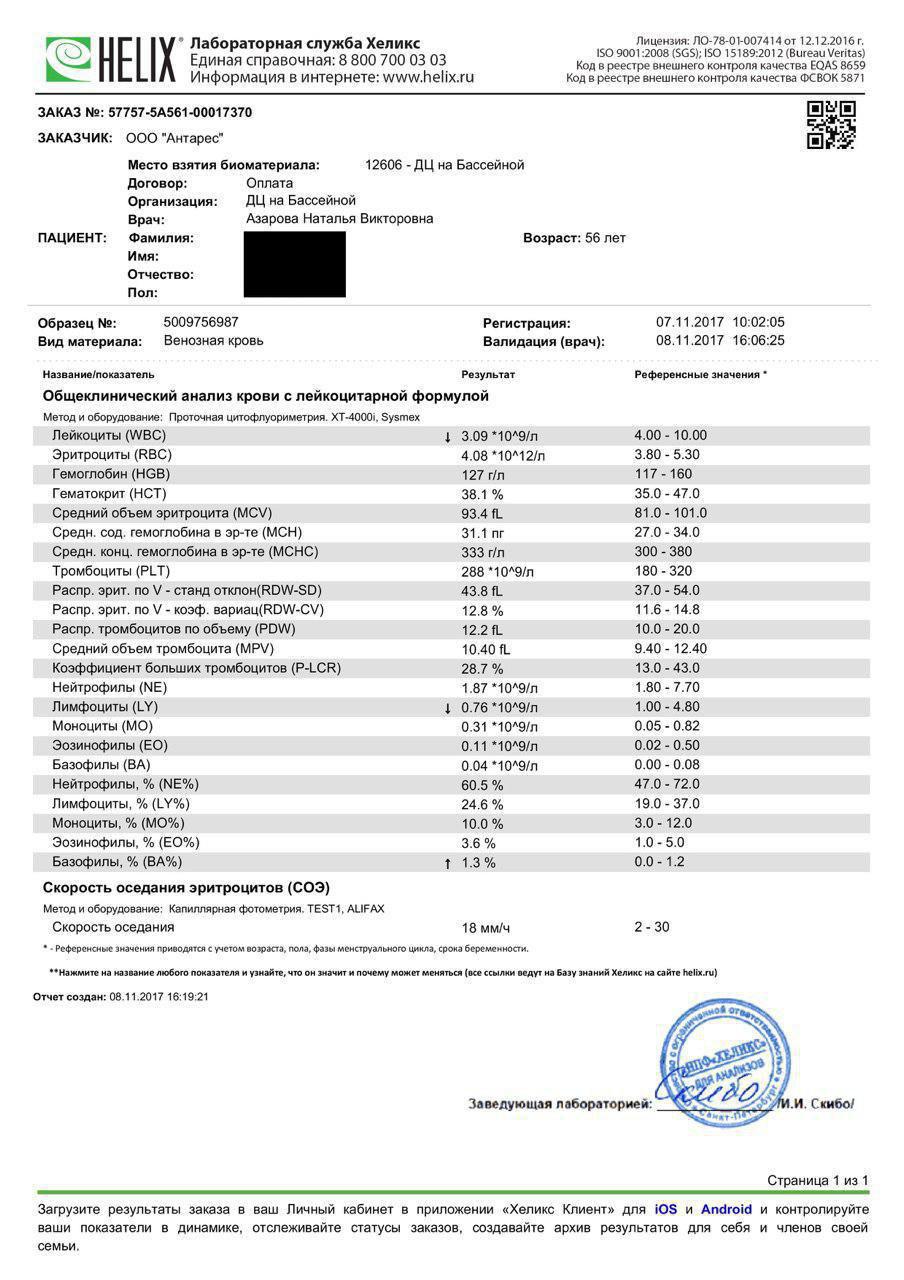 HELIX®
Лабораторная служба Хеликс
Единая справочная: 8 800 700 03 03
Информация в интернете: www.helix.ru
Лицензия: ЛО-78-01-007414 от 12.12.2016 г.
ISO 9001:2008 (SGS); ISO 15189:2012 (Bureau Veritas)
Код в реестре внешнего контроля качества EQAS 8659
Код в реестре внешнего контроля качества ФСВОК 5871
ЗАКАЗ №: 57757-5A561-00017370
ЗАКАЗЧИК: ООО "Антарес"
Место взятия биоматериала: 12606 - ДЦ на Бассейной
Договор: Оплата
Организация: ДЦ на Бассейной
Врач: Азарова Наталья Викторовна
ПАЦИЕНТ: Фамилия: Возраст: 56 лет
Имя:
Отчество:
Пол:
Образец №: 5009756987 Регистрация: 07.11.2017 10:02:05
Вид материала: Венозная кровь Валидация (врач): 08.11.2017 16:06:25
Название/показатель Результат Референсные значения *
Общеклинический анализ крови с лейкоцитарной формулой
Метод и оборудование: Проточная цитофлуориметрия. XT-4000i, Sysmex
Лейкоциты (WBC) ↓ 3.09 *10^9/л 4.00 - 10.00
Эритроциты (RBC) 4.08 *10^12/л 3.80 - 5.30
Гемоглобин (HGB) 127 г/л 117 - 160
Гематокрит (HCT) 38.1 % 35.0 - 47.0
Средний объем эритроцита (MCV) 93.4 fL 81.0 - 101.0
Средн. сод. гемоглобина в эр-те (MCH) 31.1 пг 27.0 - 34.0
Средн. конц. гемоглобина в эр-те (MCHC) 333 г/л 300 - 380
Тромбоциты (PLT) 288 *10^9/л 180 - 320
Распр. эрит. по V - станд отклон(RDW-SD) 43.8 fL 37.0 - 54.0
Распр. эрит. по V - коэф. вариац(RDW-CV) 12.8 % 11.6 - 14.8
Распр. тромбоцитов по объему (PDW) 12.2 fL 10.0 - 20.0
Средний объем тромбоцита (MPV) 10.40 fL 9.40 - 12.40
Коэффициент больших тромбоцитов (P-LCR) 28.7 % 13.0 - 43.0
Нейтрофилы (NE) 1.87 *10^9/л 1.80 - 7.70
Лимфоциты (LY) ↓ 0.76 *10^9/л 1.00 - 4.80
Моноциты (MO) 0.31 *10^9/л 0.05 - 0.82
Эозинофилы (EO) 0.11 *10^9/л 0.02 - 0.50
Базофилы (BA) 0.04 *10^9/л 0.00 - 0.08
Нейтрофилы, % (NE%) 60.5 % 47.0 - 72.0
Лимфоциты, % (LY%) 24.6 % 19.0 - 37.0
Моноциты, % (MO%) 10.0 % 3.0 - 12.0
Эозинофилы, % (EO%) 3.6 % 1.0 - 5.0
Базофилы, % (BA%) ↑ 1.3 % 0.0 - 1.2
Скорость оседания эритроцитов (СОЭ)
Метод и оборудование: Капиллярная фотометрия. TEST1, ALIFAX
Скорость оседания 18 мм/ч 2 - 30
* - Референсные значения приводятся с учетом возраста, пола, фазы менструального цикла, срока беременности.
**Нажмите на название любого показателя и узнайте, что он значит и почему может меняться (все ссылки ведут на Базу знаний Хеликс на сайте helix.ru)
Отчет создан: 08.11.2017 16:19:21
с ограниченной ответственностью
НПФ «ХЕЛИКС»
ДЛЯ АНАЛИЗОВ
Санкт-Петербург
Заведующая лабораторией: /И.И. Скибо/
Страница 1 из 1
Загрузите результаты заказа в ваш Личный кабинет в приложении «Хеликс Клиент» для iOS и Android и контролируйте
ваши показатели в динамике, отслеживайте статусы заказов, создавайте архив результатов для себя и членов своей
семьи.